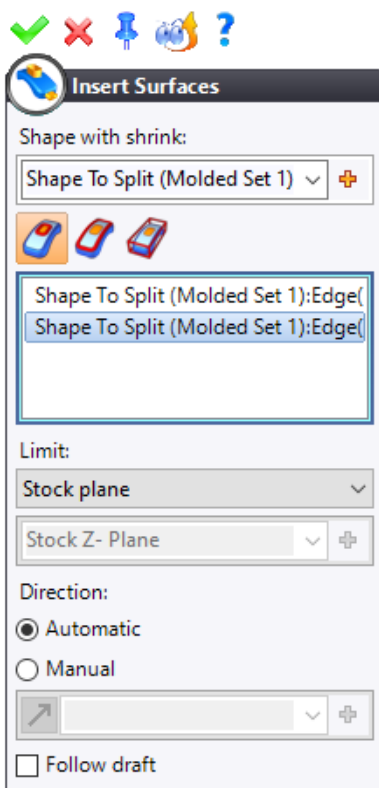 Insert Surfaces
Shape with shrink:
Shape To Split (Molded Set 1)
Shape To Split (Molded Set 1):Edge(
Shape To Split (Molded Set 1):Edge(
Limit:
Stock plane
Stock Z- Plane
Direction:
Automatic
Manual
Follow draft